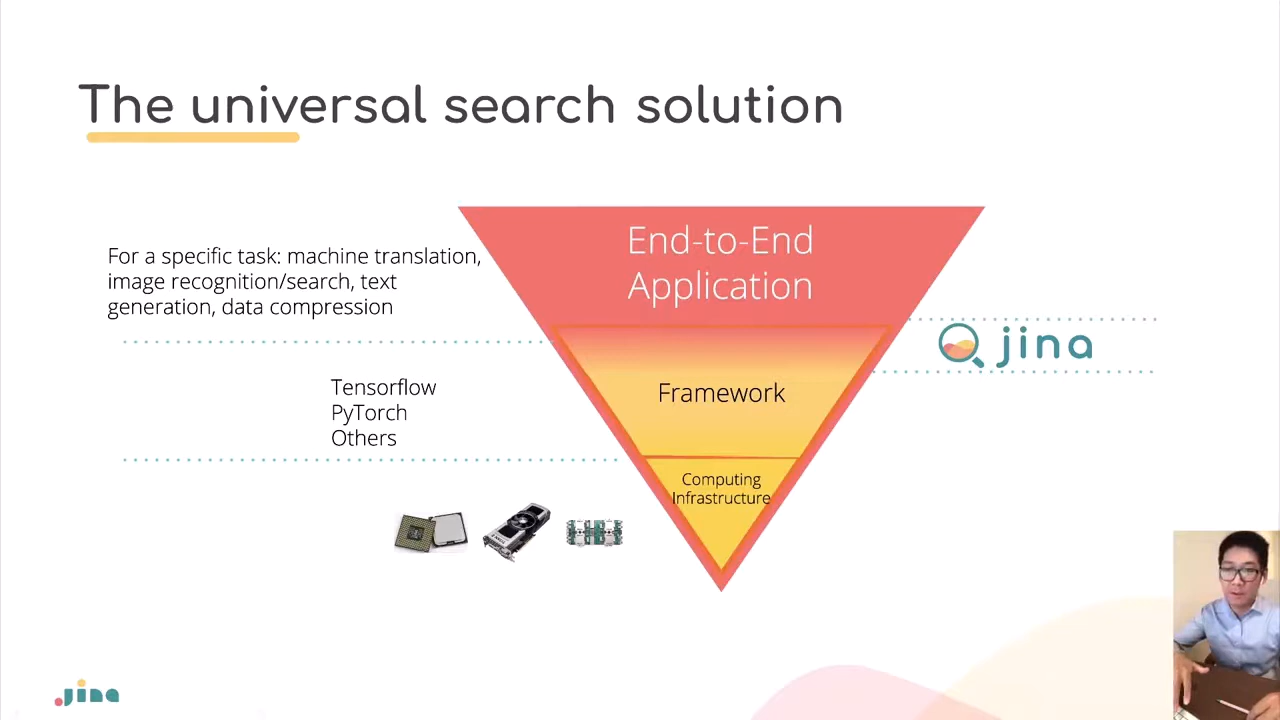 The universal search solution
For a specific task: machine translation,
image recognition/search, text
generation, data compression
End-to-End
Application
jina
Tensorflow
PyTorch
Others
Framework
Computing
Infrastructure
jina